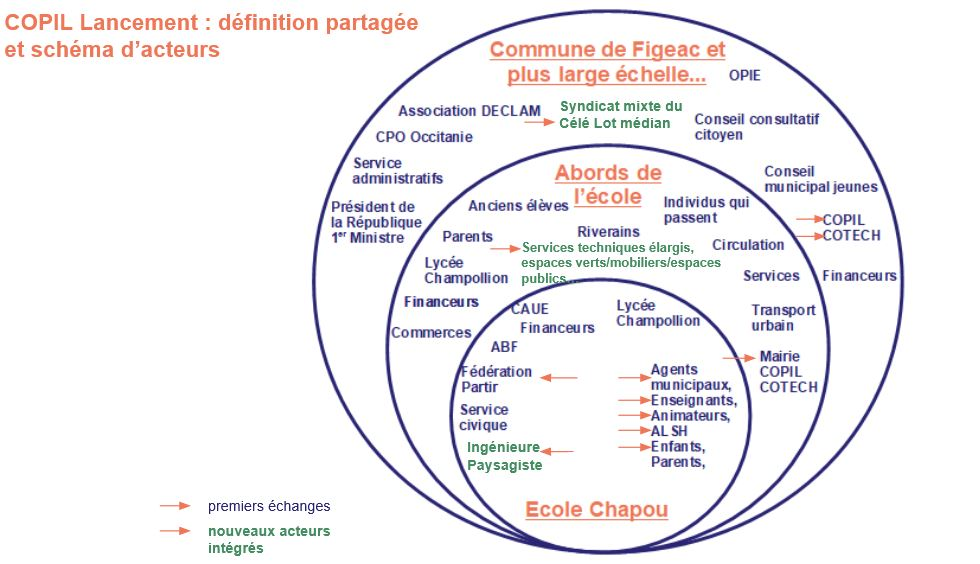 COPIL Lancement : définition partagée
et schéma d'acteurs
Commune de Figeac et
plus large échelle...
OPIE
Association DECLAM
Syndicat mixte du
Célé Lot médian
Conseil consultatif
citoyen
CPO Occitanie
Service
administratifs
Conseil
municipal jeunes
Président de
la République
1er Ministre
COPIL
COTECH
Financeurs
Abords de
l'école
Anciens élèves
Individus qui
passent
Parents
Riverains
Circulation
Services techniques élargis,
espaces verts/mobiliers/espaces
publics...
Lycée
Champollion
Services
Financeurs
Transport
urbain
Commerces
Mairie
COPIL
COTECH
CAUE
Financeurs
Lycée
Champollion
ABF
Fédération
Partir
Agents
municipaux,
Enseignants,
Animateurs,
ALSH
Enfants,
Parents,
Service
civique
Ingénieure
Paysagiste
Ecole Chapou
premiers échanges
nouveaux acteurs
intégrés